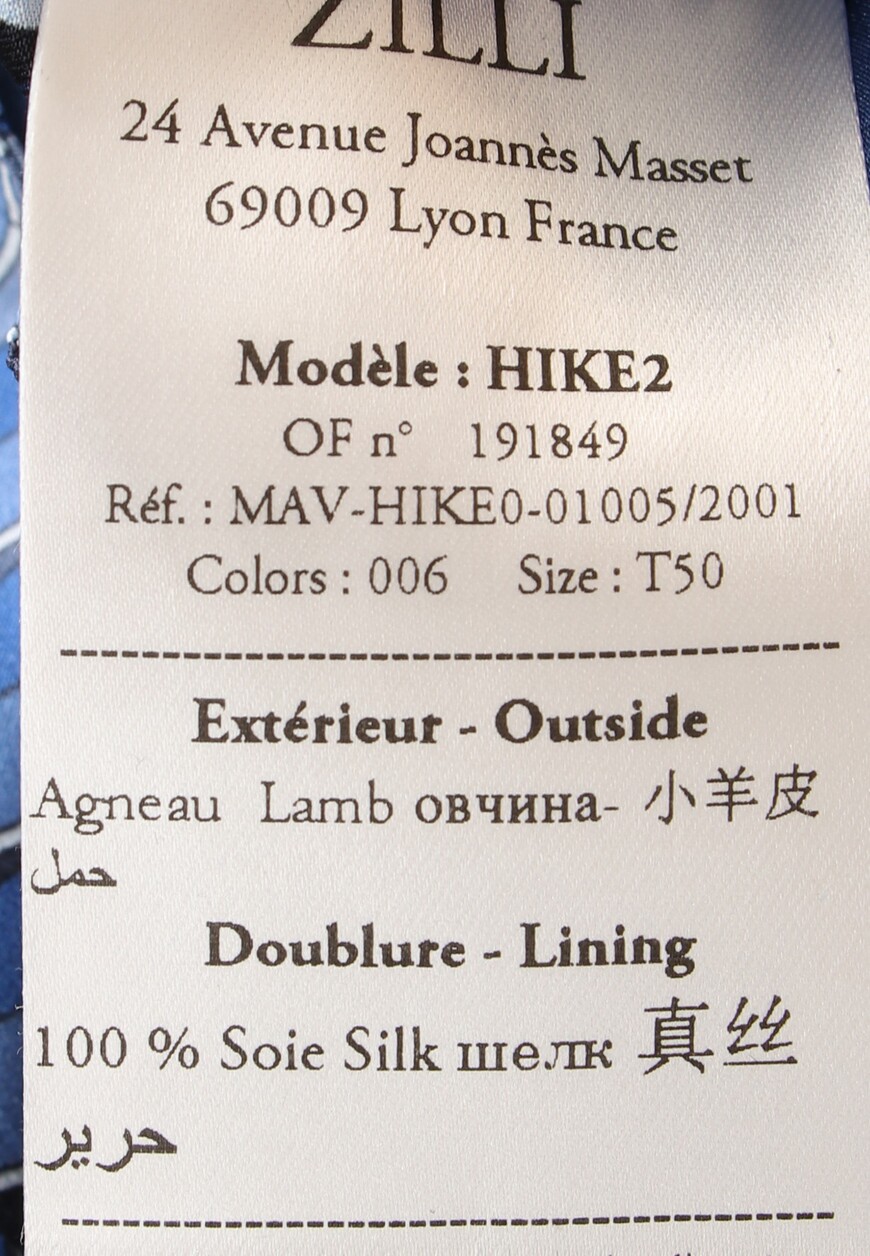 ZILLI
24 Avenue Joannès Masset
69009 Lyon France
Modèle : HIKE2
OF n° 191849
Réf. : MAV-HIKE0-01005/2001
Colors : 006 Size : T50
Extérieur - Outside
Agneau Lamb овчина- 小羊皮
حمل
Doublure - Lining
100 % Soie Silk шелк 真丝
حرير